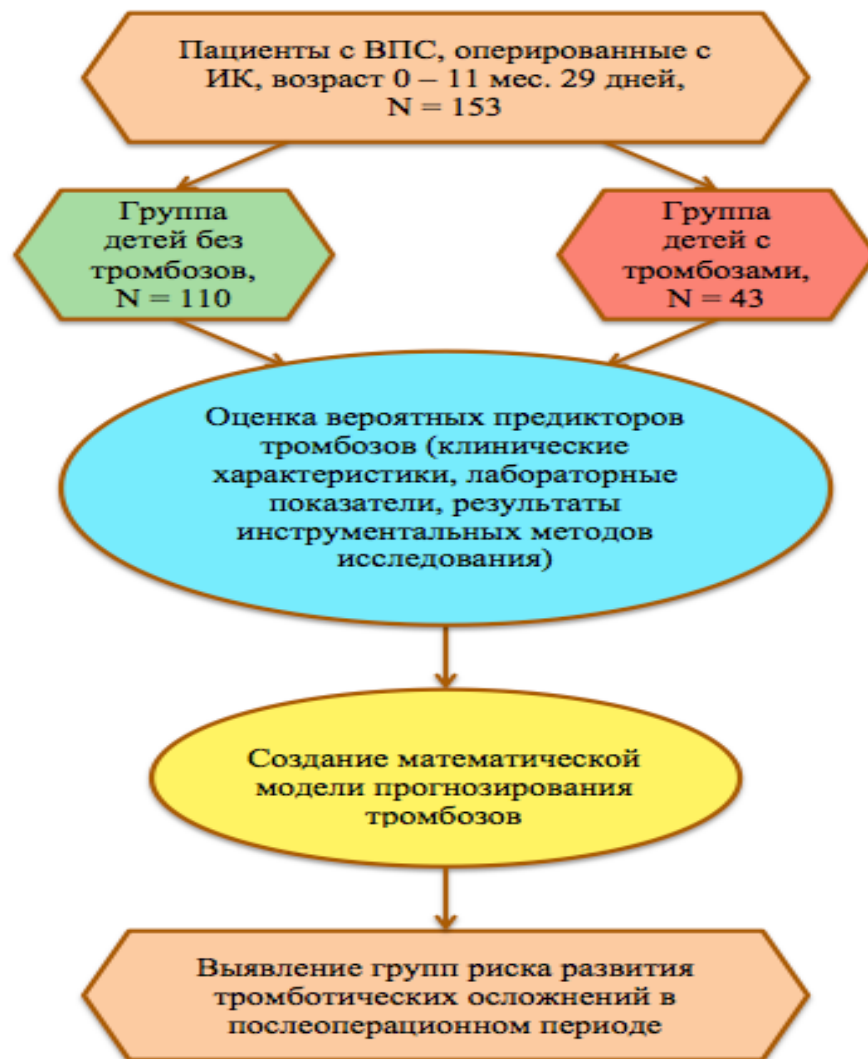 Пациенты с ВПС, оперированные с
ИК, возраст 0 – 11 мес. 29 дней,
N = 153
Группа
детей без
тромбозов,
N = 110
Группа
детей с
тромбозами,
N = 43
Оценка вероятных предикторов
тромбозов (клинические
характеристики, лабораторные
показатели, результаты
инструментальных методов
исследования)
Создание математической
модели прогнозирования
тромбозов
Выявление групп риска развития
тромботических осложнений в
послеоперационном периоде